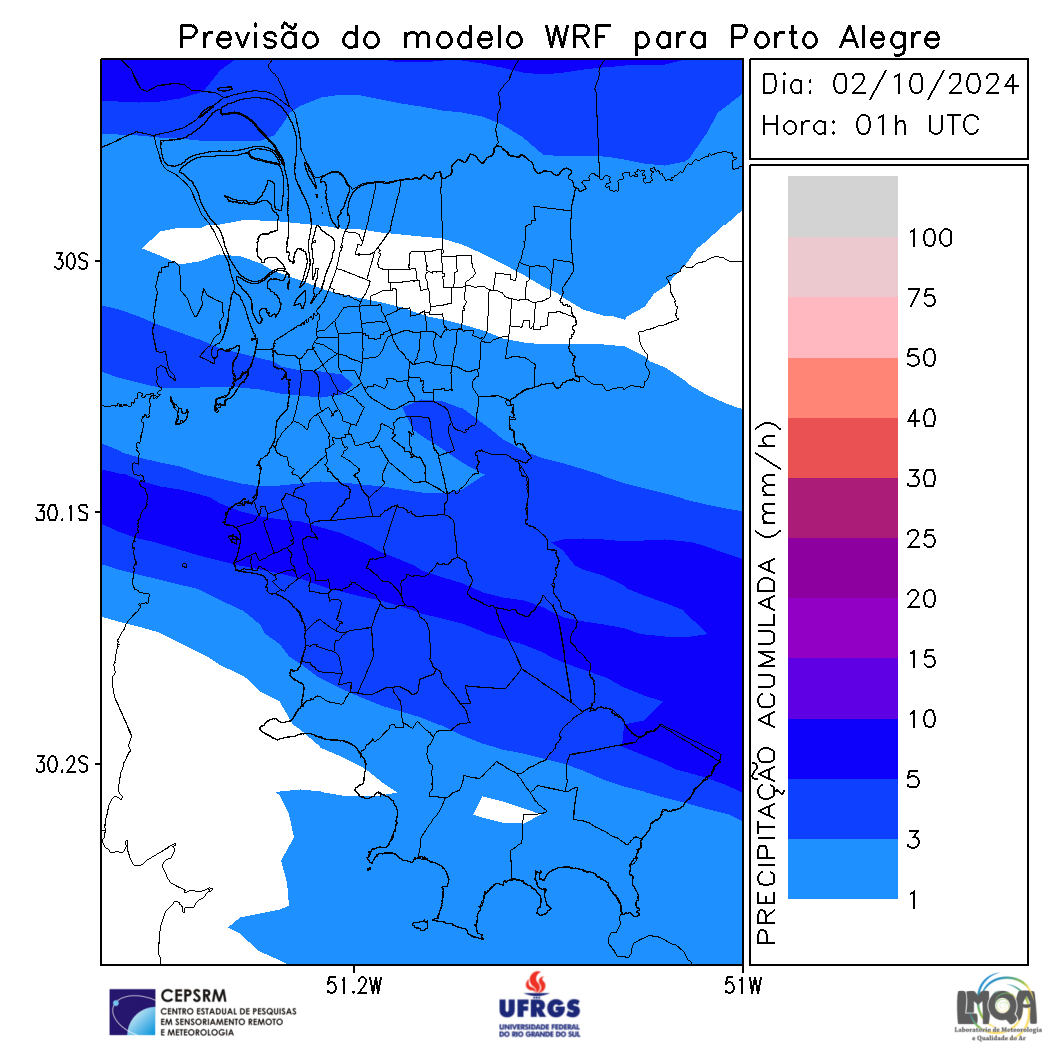 Previsão do modelo WRF para Porto Alegre
Dia: 02/10/2024
Hora: 01h UTC
100
75
50
40
30
25
20
15
10
5
3
1
PRECIPITAÇÃO ACUMULADA (mm/h)
30S
30.1S
30.2S
51.2W
51W
CEPSRM
CENTRO ESTADUAL DE PESQUISAS
EM SENSORIAMENTO REMOTO
E METEOROLOGIA
UFRGS
UNIVERSIDADE FEDERAL
DO RIO GRANDE DO SUL
LMQA
Laboratório de Meteorologia
e Qualidade do Ar